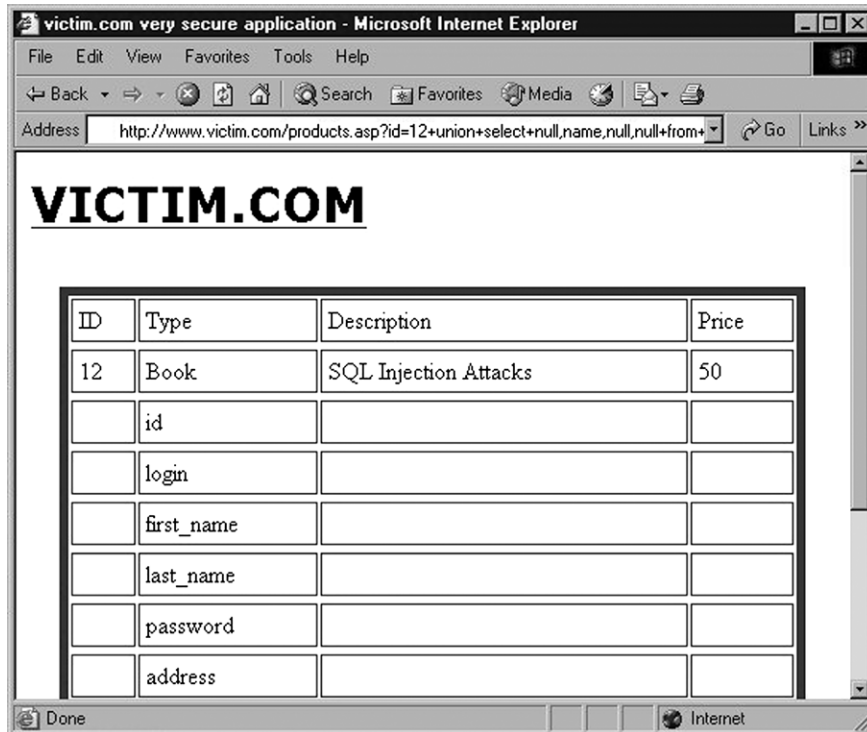 victim.com very secure application - Microsoft Internet Explorer
File Edit View Favorites Tools Help
Back Search Favorites Media
Address http://www.victim.com/products.asp?id=12+union+select+null,name,null,null+from+ Go Links »
VICTIM.COM
ID Type Description Price
12 Book SQL Injection Attacks 50
id
login
first_name
last_name
password
address
Done Internet